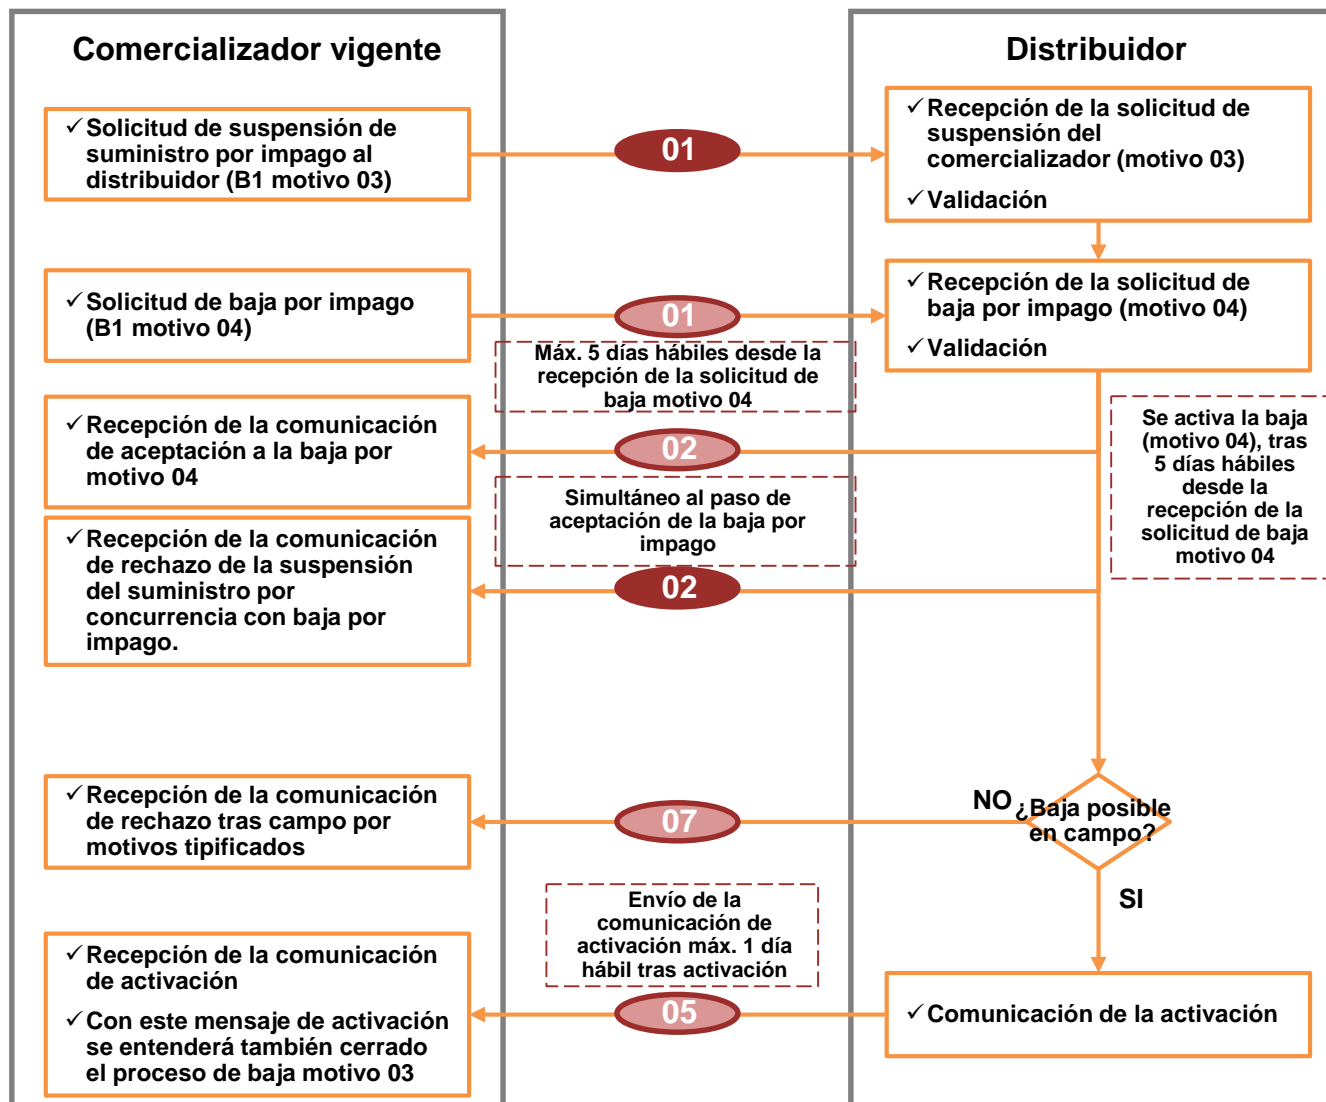 Comercializador vigente
Distribuidor
✓Solicitud de suspensión de
suministro por impago al
distribuidor (B1 motivo 03)
01
✓Recepción de la solicitud de
suspensión del
comercializador (motivo 03)
✓Validación
✓Solicitud de baja por impago
(B1 motivo 04)
01
✓Recepción de la solicitud de
baja por impago (motivo 04)
✓Validación
Máx. 5 días hábiles desde la
recepción de la solicitud de
baja motivo 04
✓Recepción de la comunicación
de aceptación a la baja por
motivo 04
02
Se activa la baja
(motivo 04), tras
5 días hábiles
desde la
recepción de la
solicitud de baja
motivo 04
Simultáneo al paso de
aceptación de la baja por
impago
✓Recepción de la comunicación
de rechazo de la suspensión
del suministro por
concurrencia con baja por
impago.
02
✓Recepción de la comunicación
de rechazo tras campo por
motivos tipificados
07
NO
¿Baja posible
en campo?
SI
Envío de la
comunicación de
activación máx. 1 día
hábil tras activación
✓Recepción de la comunicación
de activación
✓Con este mensaje de activación
se entenderá también cerrado
el proceso de baja motivo 03
05
✓Comunicación de la activación